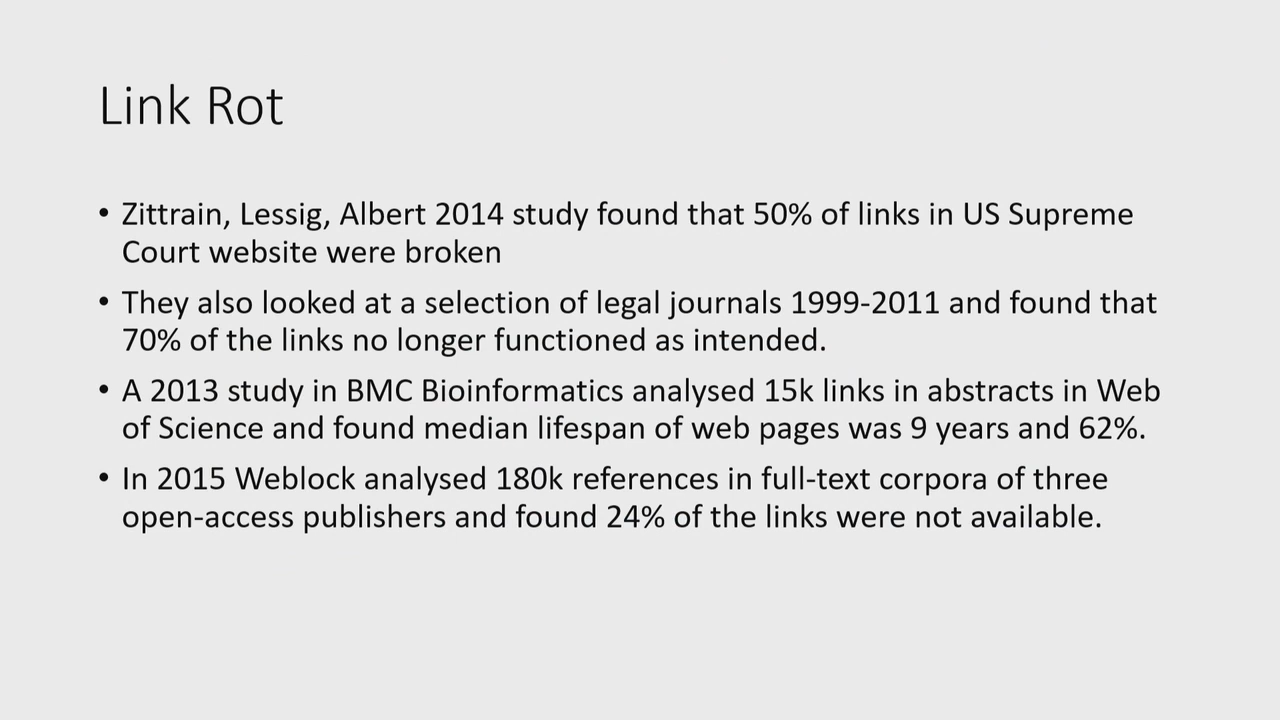 Link Rot
• Zittrain, Lessig, Albert 2014 study found that 50% of links in US Supreme
Court website were broken
• They also looked at a selection of legal journals 1999-2011 and found that
70% of the links no longer functioned as intended.
• A 2013 study in BMC Bioinformatics analysed 15k links in abstracts in Web
of Science and found median lifespan of web pages was 9 years and 62%.
• In 2015 Weblock analysed 180k references in full-text corpora of three
open-access publishers and found 24% of the links were not available.